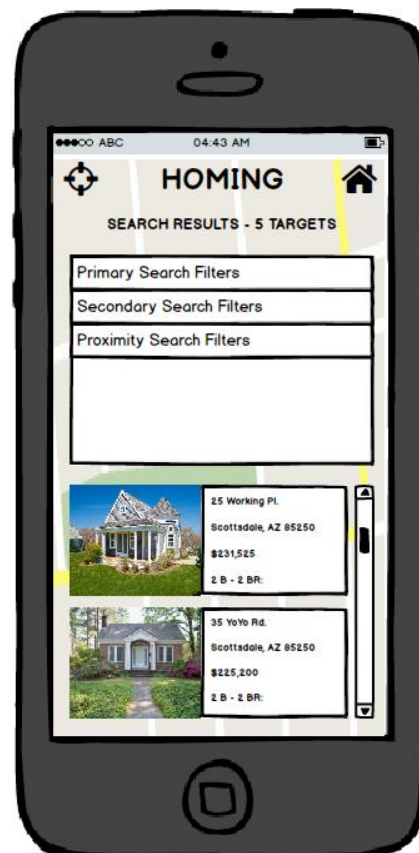 ABC 04:43 AM
HOMING
SEARCH RESULTS - 5 TARGETS
Primary Search Filters
Secondary Search Filters
Proximity Search Filters
25 Working Pl.
Scottsdale, AZ 85250
$231,525
2 B - 2 BR:
35 YoYo Rd.
Scottsdale, AZ 85250
$225,200
2 B - 2 BR: